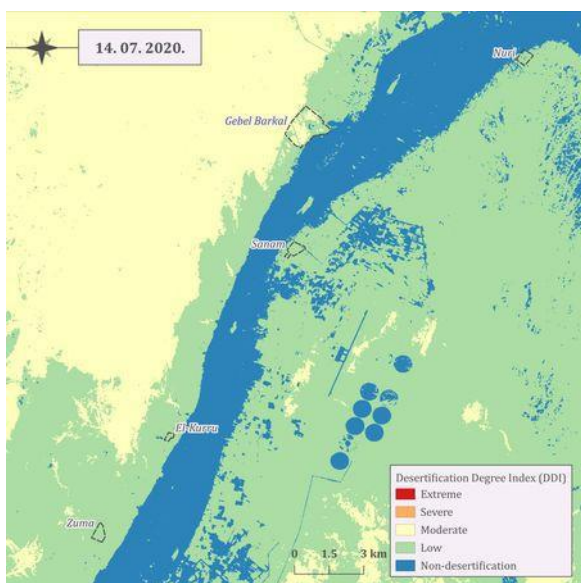 14. 07. 2020.
Nuri
Gebel Barkal
Sanam
El-Kurru
Zuma
Desertification Degree Index (DDI)
Extreme
Severe
Moderate
Low
Non-desertification
0 1.5 3 km